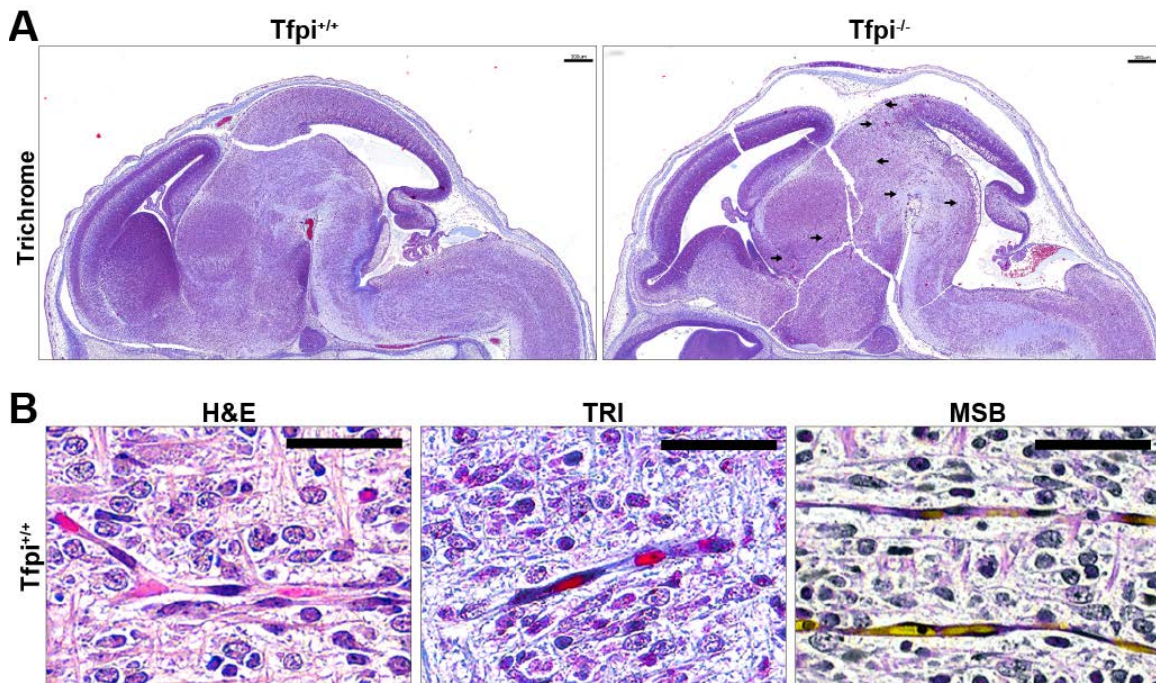 A
Tfpi+/+
Tfpi-/-
Trichrome
B
H&E
TRI
MSB
Tfpi+/+